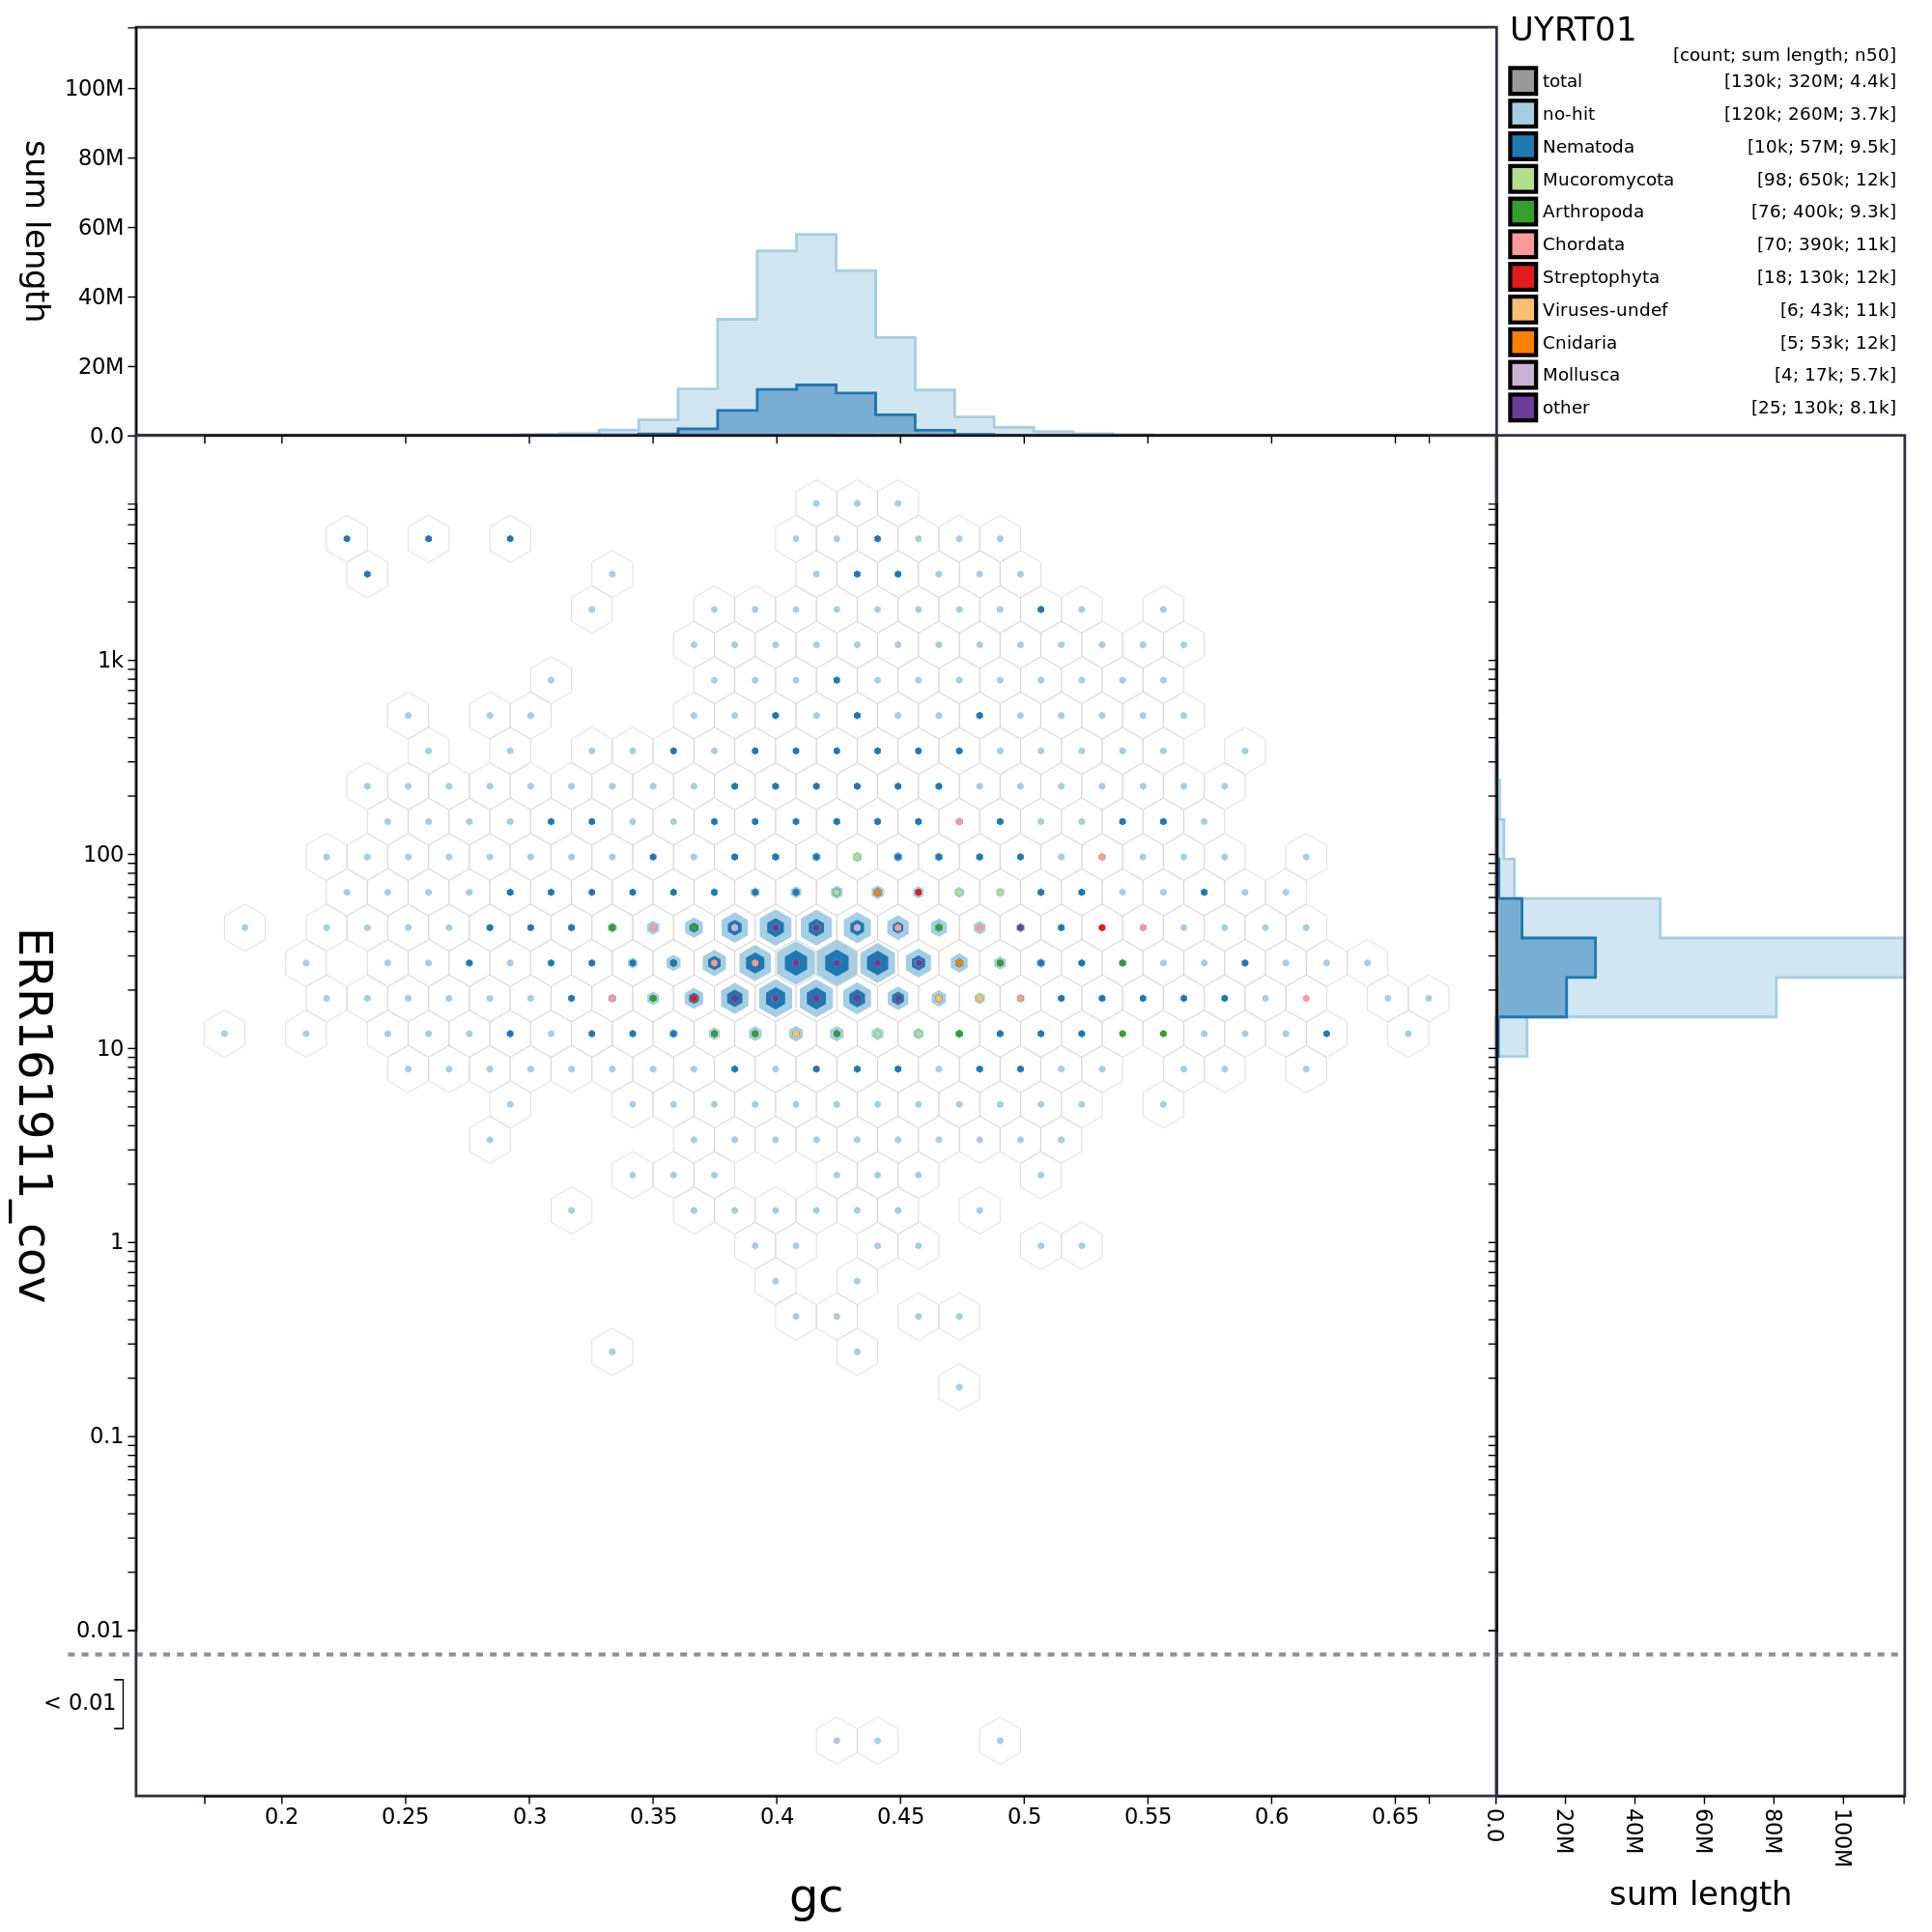 UYRT01
[count; sum length; n50]
total [130k; 320M; 4.4k]
no-hit [120k; 260M; 3.7k]
Nematoda [10k; 57M; 9.5k]
Mucoromycota [98; 650k; 12k]
Arthropoda [76; 400k; 9.3k]
Chordata [70; 390k; 11k]
Streptophyta [18; 130k; 12k]
Viruses-undef [6; 43k; 11k]
Cnidaria [5; 53k; 12k]
Mollusca [4; 17k; 5.7k]
other [25; 130k; 8.1k]
sum length
100M
80M
60M
40M
20M
0.0
ERR161911_cov
1k
100
10
1
0.1
0.01
< 0.01
0.2 0.25 0.3 0.35 0.4 0.45 0.5 0.55 0.6 0.65
gc
0.0 20M 40M 60M 80M 100M
sum length